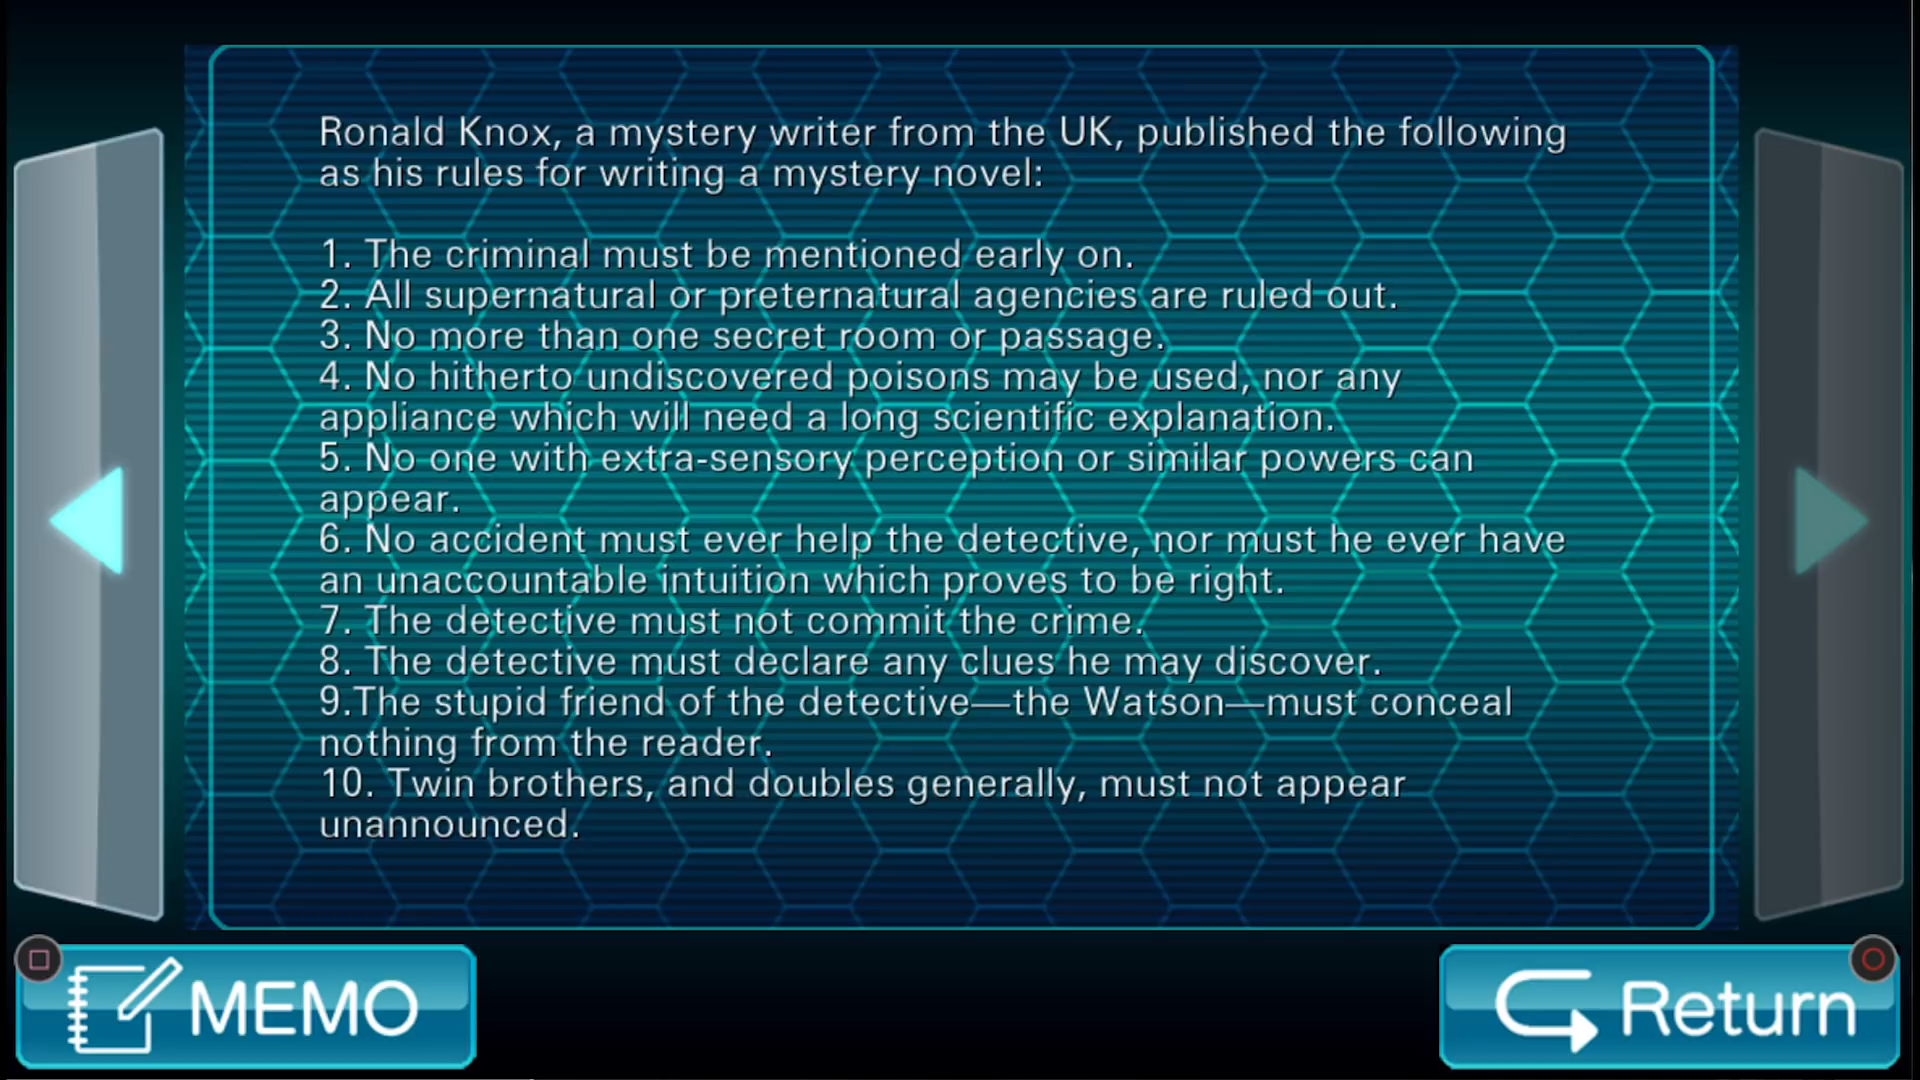 Ronald Knox, a mystery writer from the UK, published the following
as his rules for writing a mystery novel:
1. The criminal must be mentioned early on.
2. All supernatural or preternatural agencies are ruled out.
3. No more than one secret room or passage.
4. No hitherto undiscovered poisons may be used, nor any
appliance which will need a long scientific explanation.
5. No one with extra-sensory perception or similar powers can
appear.
6. No accident must ever help the detective, nor must he ever have
an unaccountable intuition which proves to be right.
7. The detective must not commit the crime.
8. The detective must declare any clues he may discover.
9.The stupid friend of the detective—the Watson—must conceal
nothing from the reader.
10. Twin brothers, and doubles generally, must not appear
unannounced.
MEMO
Return